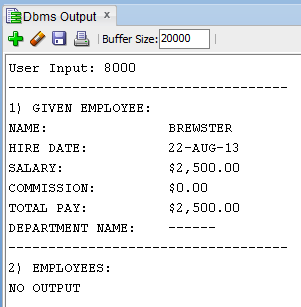 Dbms Output x
Buffer Size: 20000
User Input: 8000
-----------------------------------
1) GIVEN EMPLOYEE:
NAME: BREWSTER
HIRE DATE: 22-AUG-13
SALARY: $2,500.00
COMMISSION: $0.00
TOTAL PAY: $2,500.00
DEPARTMENT NAME: ------
-----------------------------------
2) EMPLOYEES:
NO OUTPUT